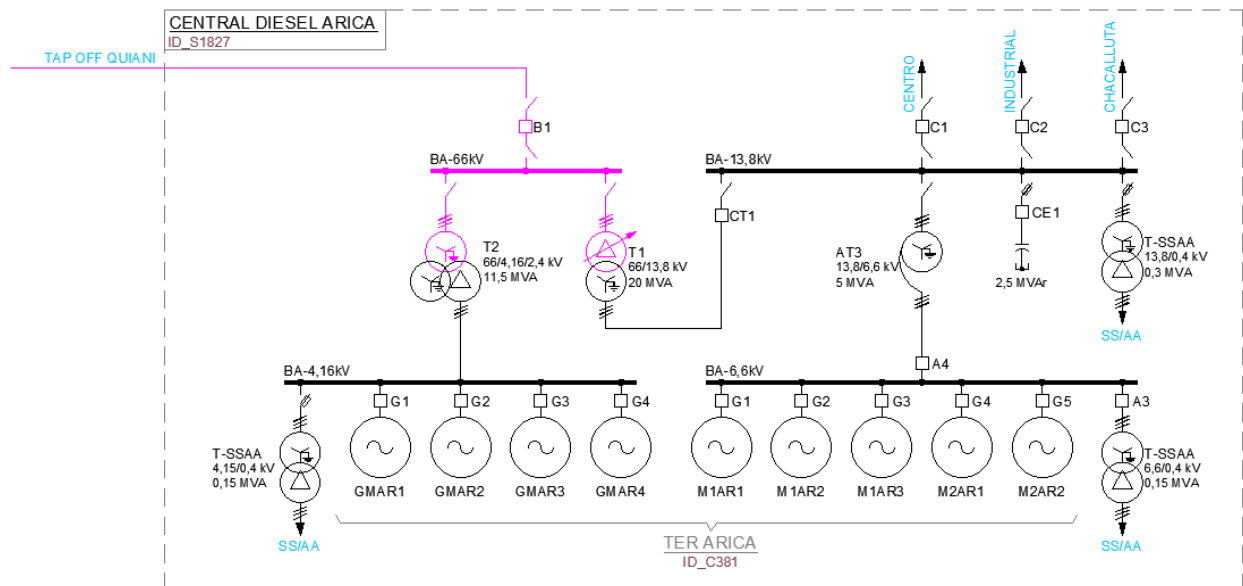 CENTRAL DIESEL ARICA
ID_S1827
TAP OFF QUIANI
CENTRO
INDUSTRIAL
CHACALLUTA
B1
C1
C2
C3
BA-66kV
BA-13,8kV
CT1
CE1
T2
66/4,16/2,4 kV
11,5 MVA
T1
66/13,8 kV
20 MVA
AT3
13,8/6,6 kV
5 MVA
2,5 MVAr
T-SSAA
13,8/0,4 kV
0,3 MVA
SS/AA
A4
BA-4,16kV
BA-6,6kV
G1
G2
G3
G4
G1
G2
G3
G4
G5
A3
T-SSAA
4,15/0,4 kV
0,15 MVA
T-SSAA
6,6/0,4 kV
0,15 MVA
GMAR1
GMAR2
GMAR3
GMAR4
M1AR1
M1AR2
M1AR3
M2AR1
M2AR2
SS/AA
SS/AA
TER ARICA
ID_C381